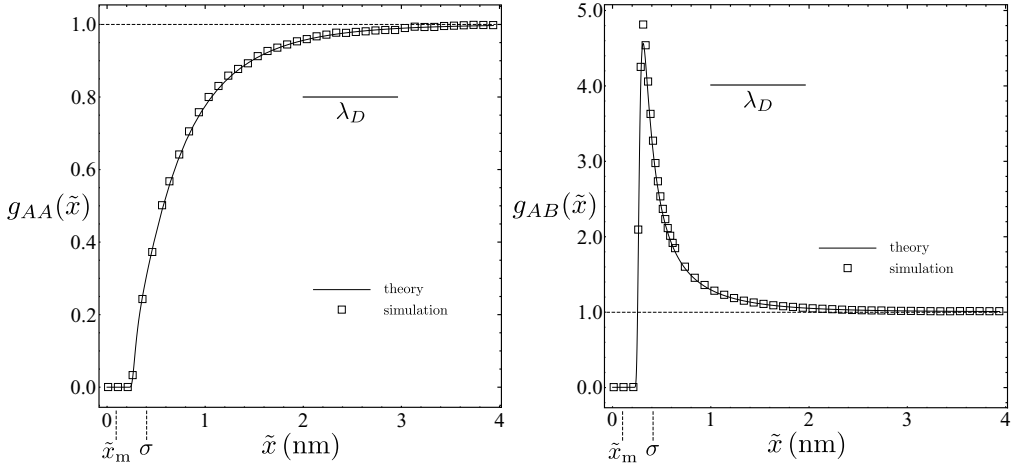 1.0
0.8
0.6
0.4
0.2
0.0
g_{AA}(x̃)
λ_D
theory
simulation
0 1 2 3 4
x̃_m σ x̃ (nm)
5.0
4.0
3.0
2.0
1.0
0.0
g_{AB}(x̃)
λ_D
theory
simulation
0 1 2 3 4
x̃_m σ x̃ (nm)